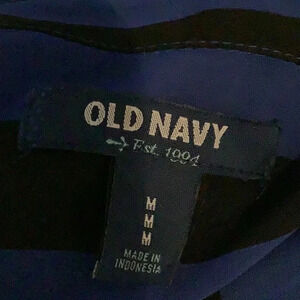 OLD NAVY
Est. 1994
M
M
M
MADE IN
INDONESIA